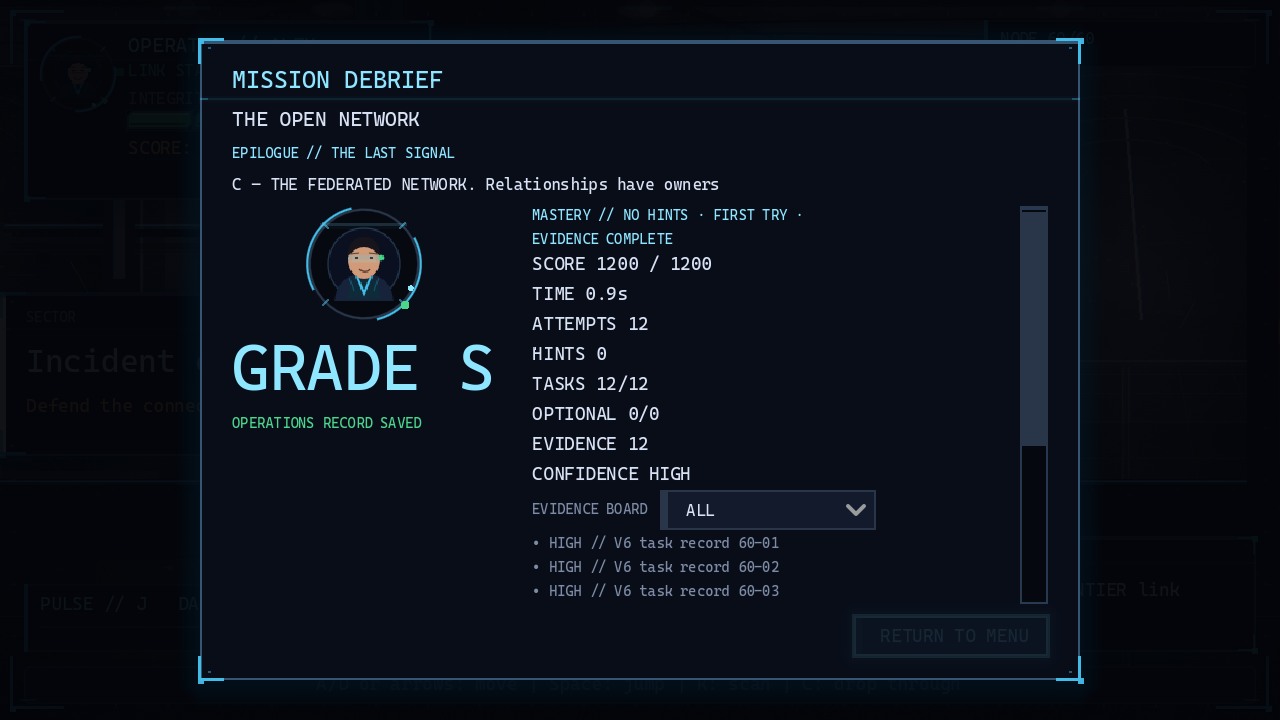 MISSION DEBRIEF
THE OPEN NETWORK
EPILOGUE // THE LAST SIGNAL
C — THE FEDERATED NETWORK. Relationships have owners
MASTERY // NO HINTS · FIRST TRY ·
EVIDENCE COMPLETE
SCORE 1200 / 1200
TIME 0.9s
ATTEMPTS 12
HINTS 0
TASKS 12/12
OPTIONAL 0/0
EVIDENCE 12
CONFIDENCE HIGH
GRADE S
OPERATIONS RECORD SAVED
EVIDENCE BOARD ALL
• HIGH // V6 task record 60-01
• HIGH // V6 task record 60-02
• HIGH // V6 task record 60-03
RETURN TO MENU
LINK
SCORE:
SECTOR
Incident
Defend the
PULSE // J
link